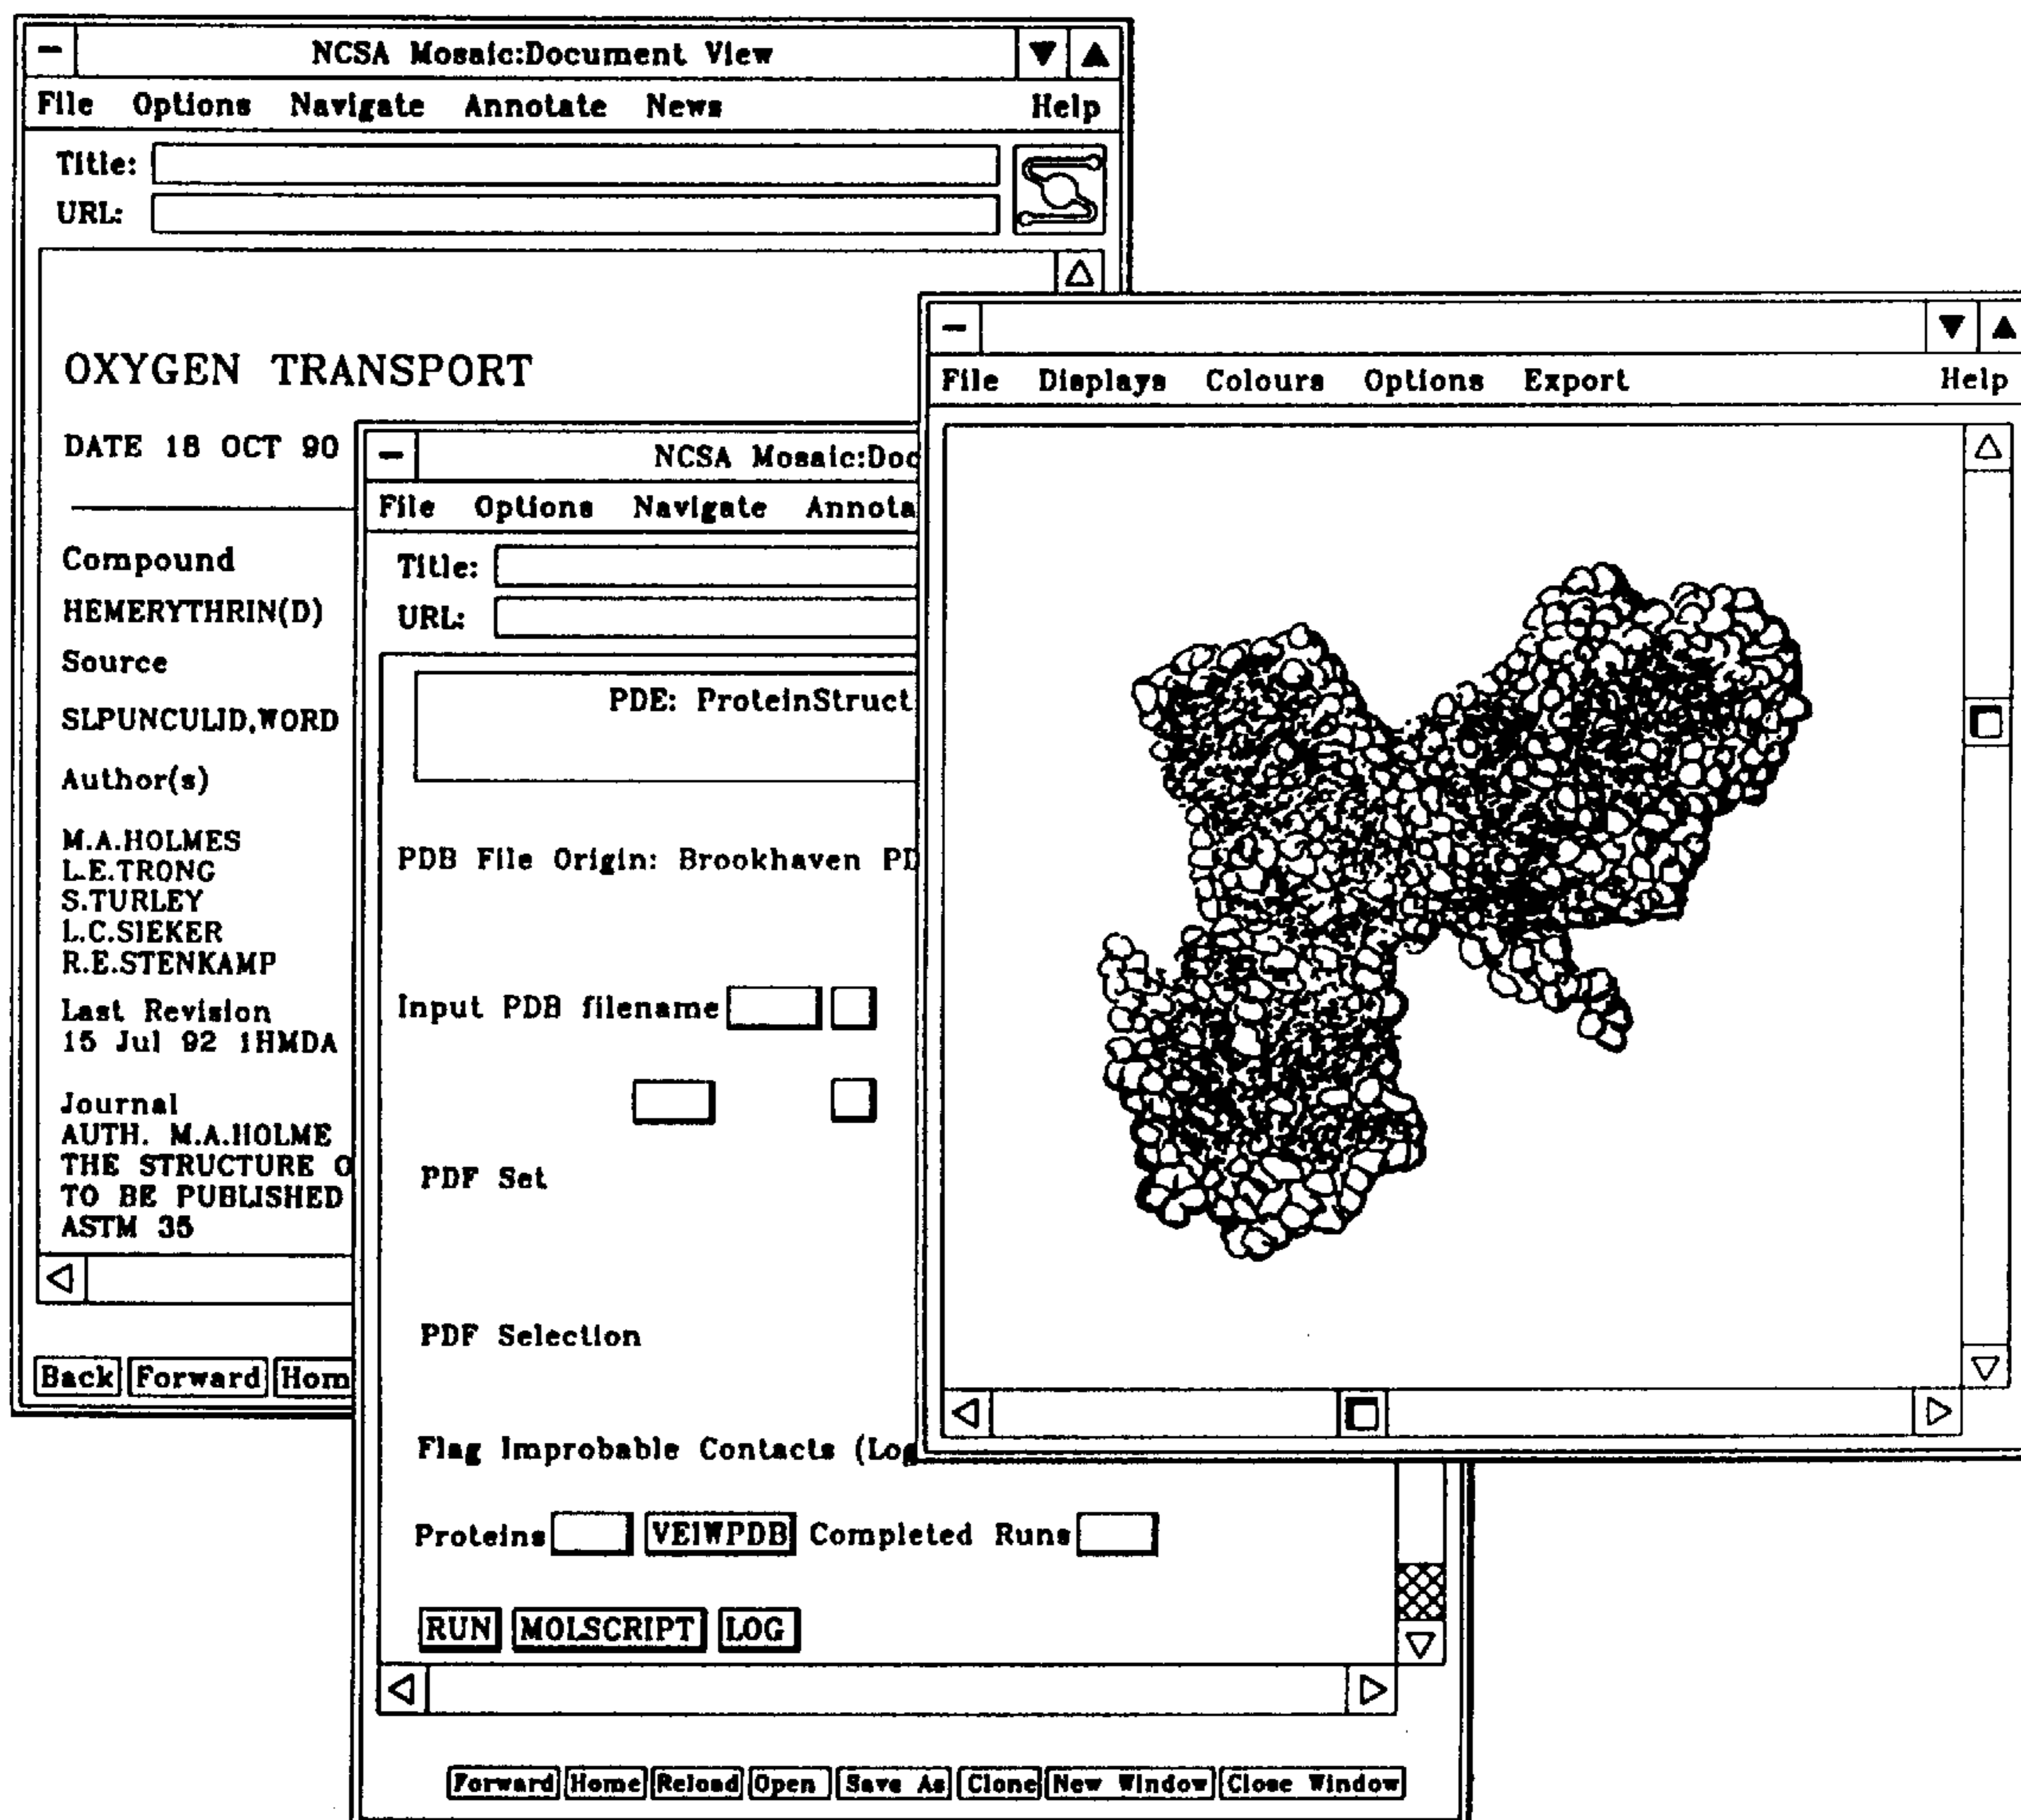 NCSA Mosaic:Document View
File Options Navigate Annotate News Help
Title:
URL:
OXYGEN TRANSPORT
DATE 18 OCT 90
Compound
HEMERYTHRIN(D)
Source
SLPUNCULID,WORD
Author(s)
M.A.HOLMES
L.E.TRONG
S.TURLEY
L.C.SIEKER
R.E.STENKAMP
Last Revision
15 Jul 92 1HMDA
Journal
AUTH. M.A.HOLME
THE STRUCTURE O
TO BE PUBLISHED
ASTM 35
Back Forward Hom
NCSA Mosaic:Doc
File Options Navigate Annota
Title:
URL:
PDE: ProteinStruct
PDB File Origin: Brookhaven PD
Input PDB filename
PDF Set
PDF Selection
Flag Improbable Contacts (Log
Proteins VEIWPDB Completed Runs
RUN MOLSCRIPT LOG
Forward Home Reload Open Save As Clone New Window Close Window
File Displays Colours Options Export Help